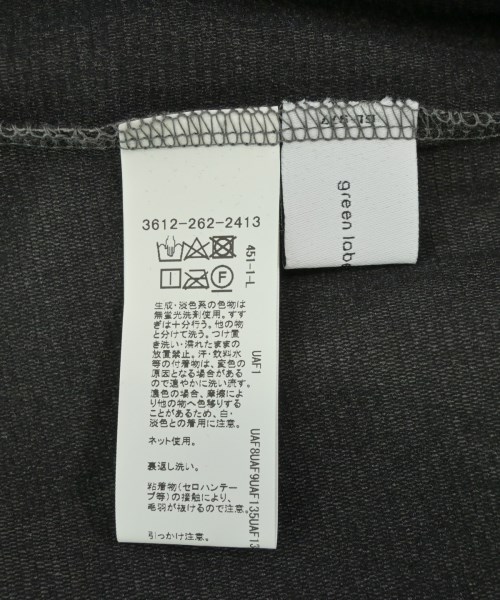 3612-262-2413
451-1-L
生成・淡色系の色物は
無蛍光洗剤使用。すす
ぎは十分行う。他の物
と分けて洗う。つけ置
き洗い・濡れたままの
放置禁止。汗・飲料水
等の付着物は、変色の
原因となる場合がある
ので速やかに洗い流す。
濃色の場合、摩擦によ
り他の物へ色移りする
ことがあるため、白・
淡色との着用に注意。
ネット使用。
裏返し洗い。
粘着物(セロハンテー
プ等)の接触により、
毛羽が抜けるので注意。
引っかけ注意。
UAF1
UAF8UAF9UAF135UAF13
green labe